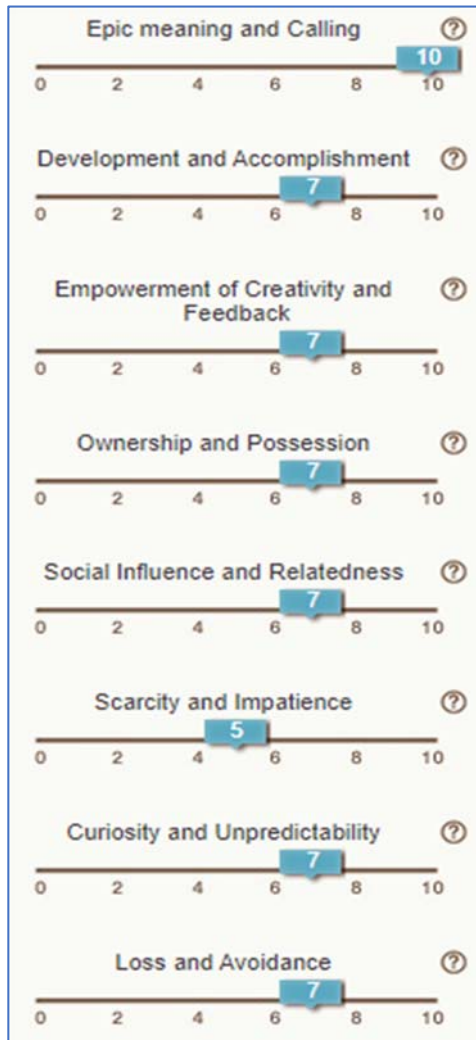 Epic meaning and Calling ?
10
0 2 4 6 8 10
Development and Accomplishment ?
7
0 2 4 6 8 10
Empowerment of Creativity and ?
Feedback
7
0 2 4 6 8 10
Ownership and Possession ?
7
0 2 4 6 8 10
Social Influence and Relatedness ?
7
0 2 4 6 8 10
Scarcity and Impatience ?
5
0 2 4 6 8 10
Curiosity and Unpredictability ?
7
0 2 4 6 8 10
Loss and Avoidance ?
7
0 2 4 6 8 10